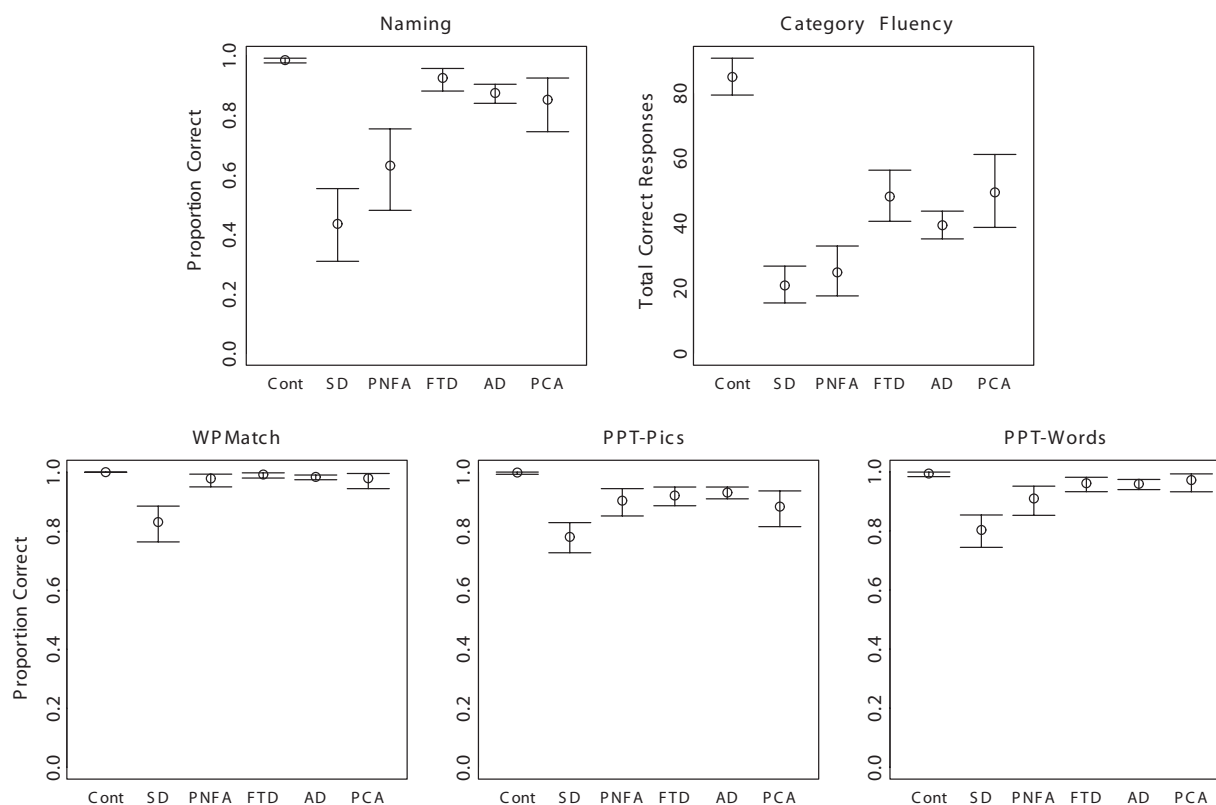 Naming
Proportion Correct
1.0
0.8
0.6
0.4
0.2
0.0
Cont SD PNFA FTD AD PCA
Category Fluency
Total Correct Responses
80
60
40
20
0
Cont SD PNFA FTD AD PCA
WPMatch
Proportion Correct
1.0
0.8
0.6
0.4
0.2
0.0
Cont SD PNFA FTD AD PCA
PPT-Pics
1.0
0.8
0.6
0.4
0.2
0.0
Cont SD PNFA FTD AD PCA
PPT-Words
1.0
0.8
0.6
0.4
0.2
0.0
Cont SD PNFA FTD AD PCA